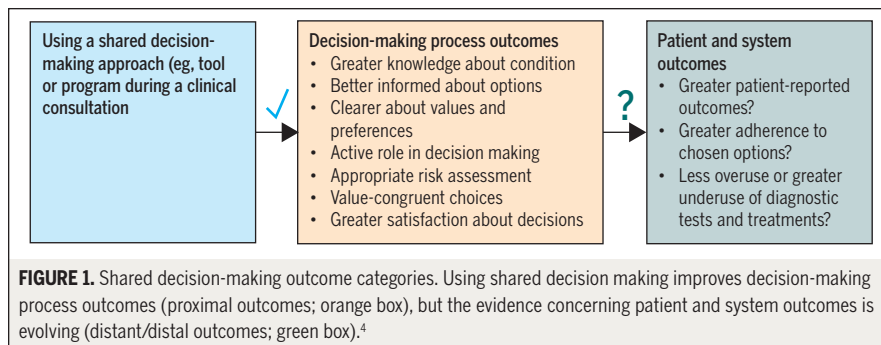 Using a shared decision-
making approach (eg, tool
or program during a clinical
consultation
✓
Decision-making process outcomes
• Greater knowledge about condition
• Better informed about options
• Clearer about values and
preferences
• Active role in decision making
• Appropriate risk assessment
• Value-congruent choices
• Greater satisfaction about decisions
?
Patient and system
outcomes
• Greater patient-reported
outcomes?
• Greater adherence to
chosen options?
• Less overuse or greater
underuse of diagnostic
tests and treatments?
FIGURE 1. Shared decision-making outcome categories. Using shared decision making improves decision-making
process outcomes (proximal outcomes; orange box), but the evidence concerning patient and system outcomes is
evolving (distant/distal outcomes; green box).⁴